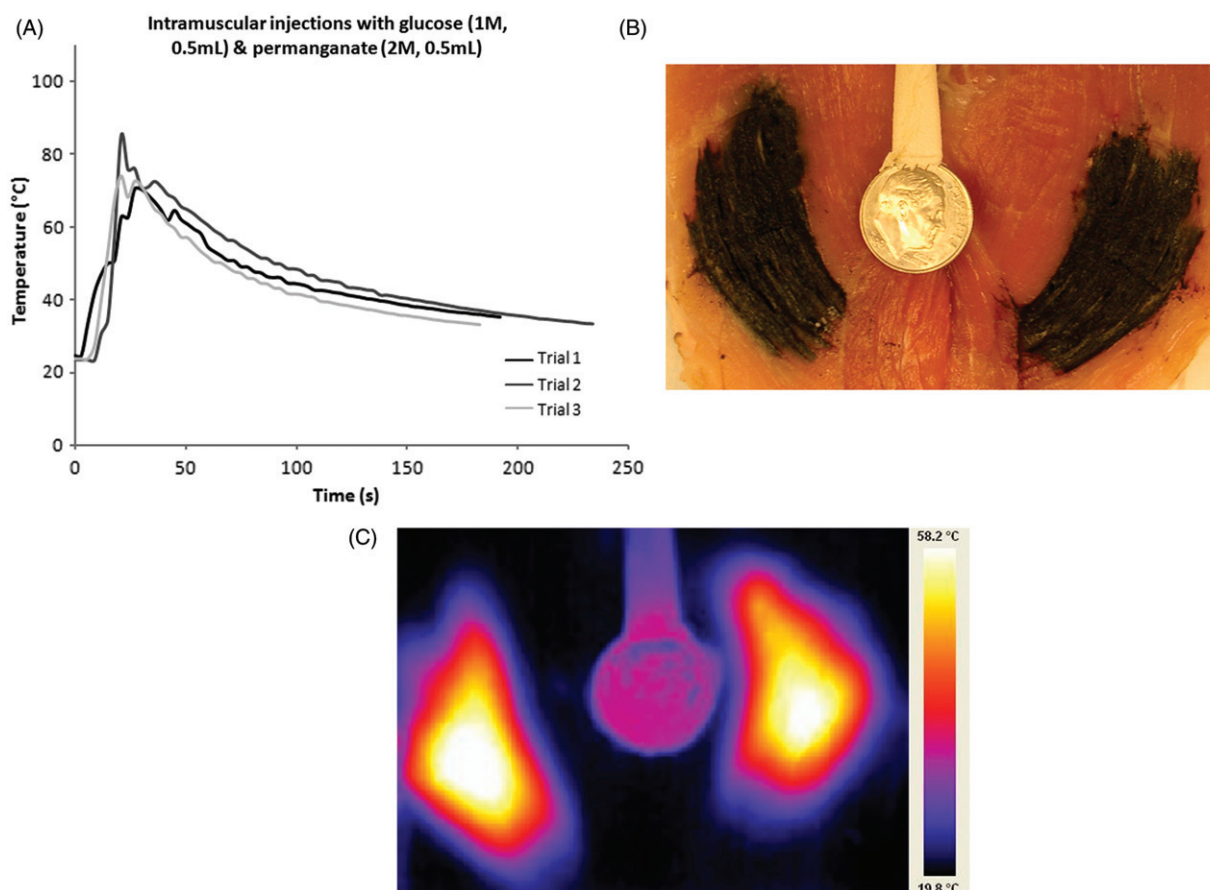 (A)
Intramuscular injections with glucose (1M,
0.5mL) & permanganate (2M, 0.5mL)
Temperature (°C)
100
80
60
40
20
0
0 50 100 150 200 250
Time (s)
Trial 1
Trial 2
Trial 3
(B)
(C)
58.2 °C
19.8 °C